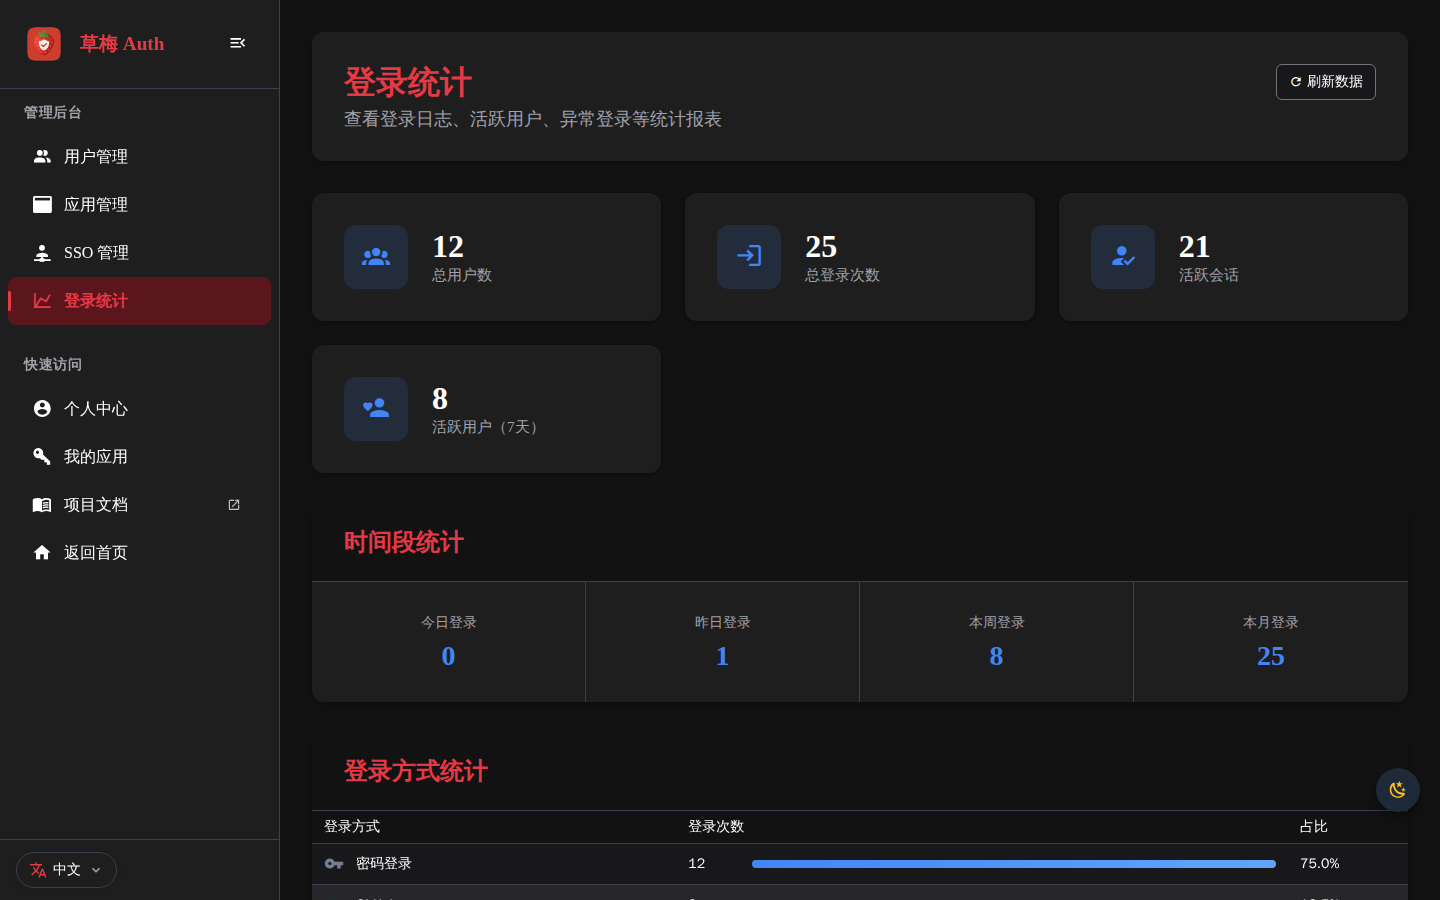 草梅 Auth
管理后台
用户管理
应用管理
SSO 管理
登录统计
快速访问
个人中心
我的应用
项目文档
返回首页
中文
登录统计
刷新数据
查看登录日志、活跃用户、异常登录等统计报表
12
总用户数
25
总登录次数
21
活跃会话
8
活跃用户（7天）
时间段统计
今日登录
昨日登录
本周登录
本月登录
0
1
8
25
登录方式统计
登录方式 登录次数 占比
密码登录 12 75.0%